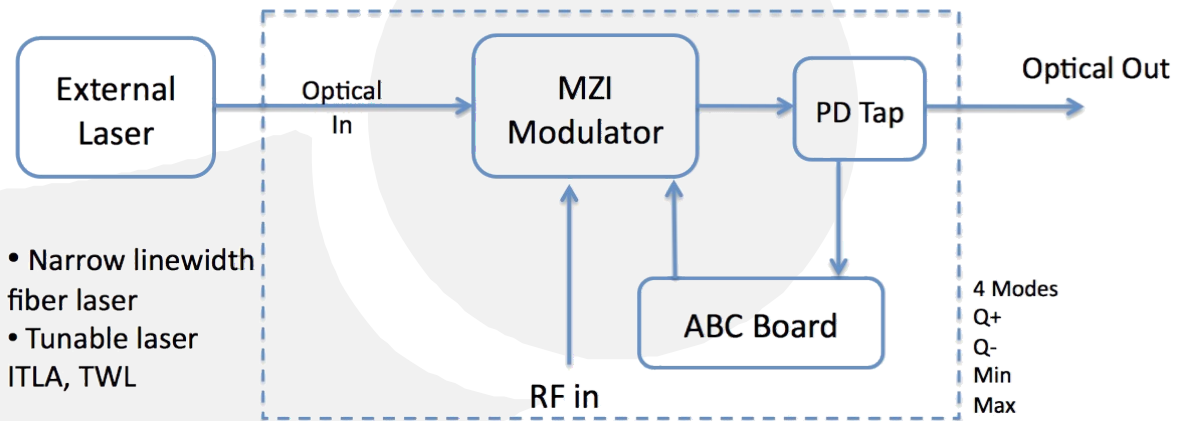 External
Laser
Optical
In
MZI
Modulator
PD Tap
Optical Out
• Narrow linewidth
fiber laser
• Tunable laser
ITLA, TWL
RF in
ABC Board
4 Modes
Q+
Q-
Min
Max